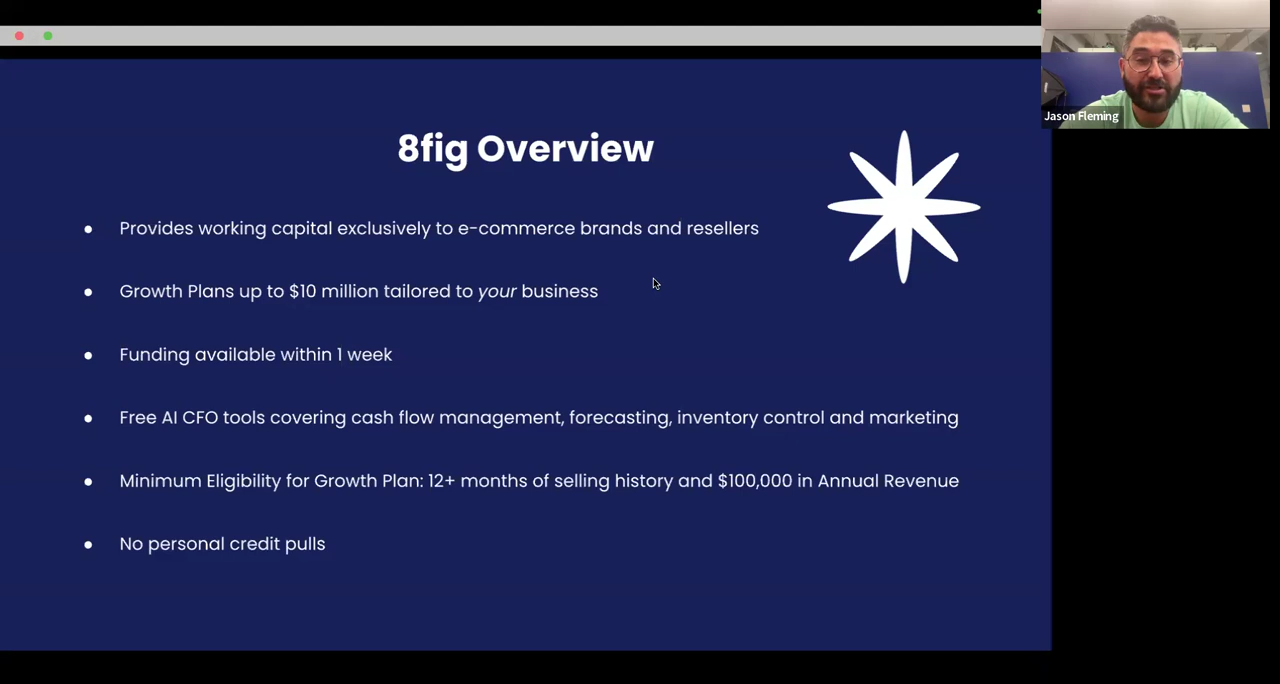 Jason Fleming
8fig Overview
• Provides working capital exclusively to e-commerce brands and resellers
• Growth Plans up to $10 million tailored to your business
• Funding available within 1 week
• Free AI CFO tools covering cash flow management, forecasting, inventory control and marketing
• Minimum Eligibility for Growth Plan: 12+ months of selling history and $100,000 in Annual Revenue
• No personal credit pulls